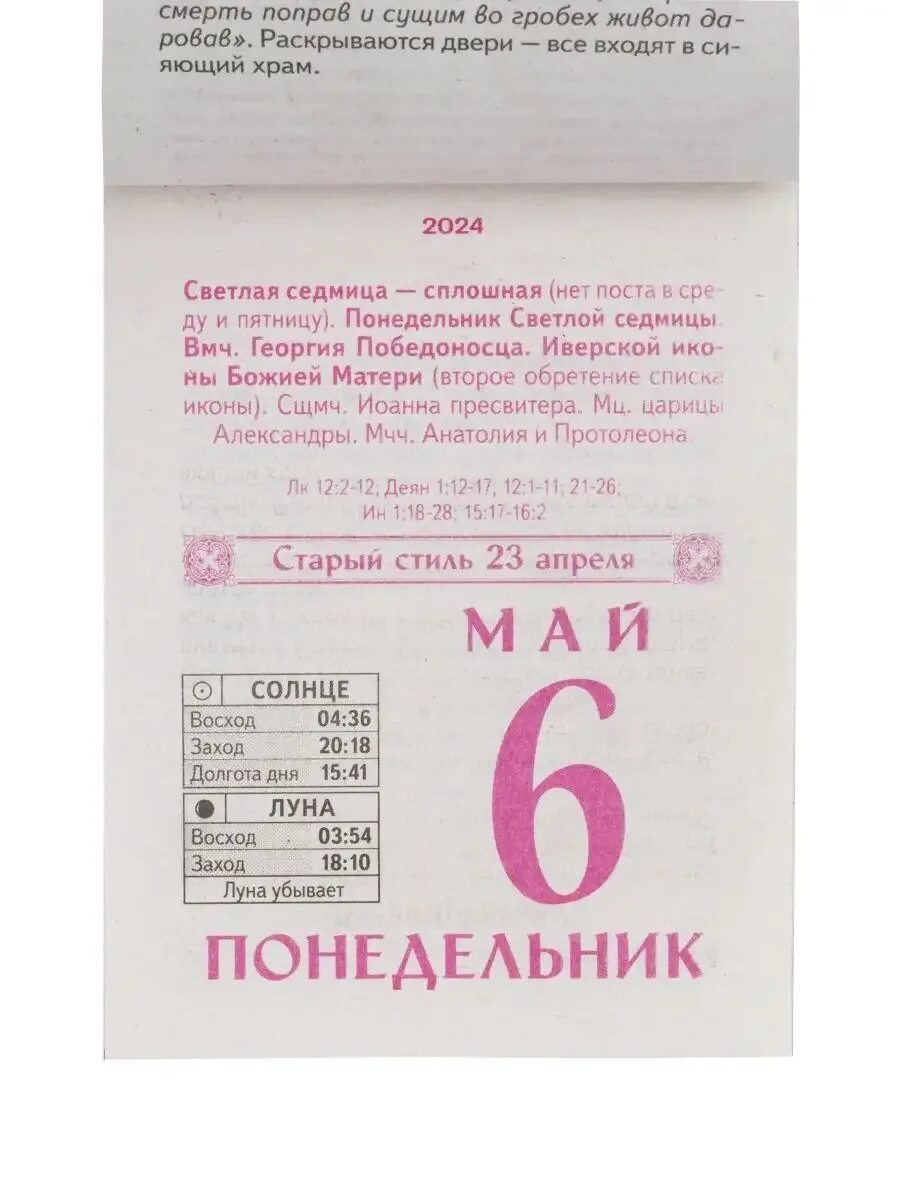 смерть поправ и сущим во гробех живот да-
ровав». Раскрываются двери — все входят в си-
яющий храм.
2024
Светлая седмица — сплошная (нет поста в сре-
ду и пятницу). Понедельник Светлой седмицы.
Вмч. Георгия Победоносца. Иверской ико-
ны Божией Матери (второе обретение списка
иконы). Сщмч. Иоанна пресвитера. Мц. царицы
Александры. Мчч. Анатолия и Протолеона.
Лк 12:2-12; Деян 1:12-17, 12:1-11; 21-26;
Ин 1:18-28; 15:17-16:2
Старый стиль 23 апреля
МАЙ
6
СОЛНЦЕ
Восход 04:36
Заход 20:18
Долгота дня 15:41
ЛУНА
Восход 03:54
Заход 18:10
Луна убывает
ПОНЕДЕЛЬНИК